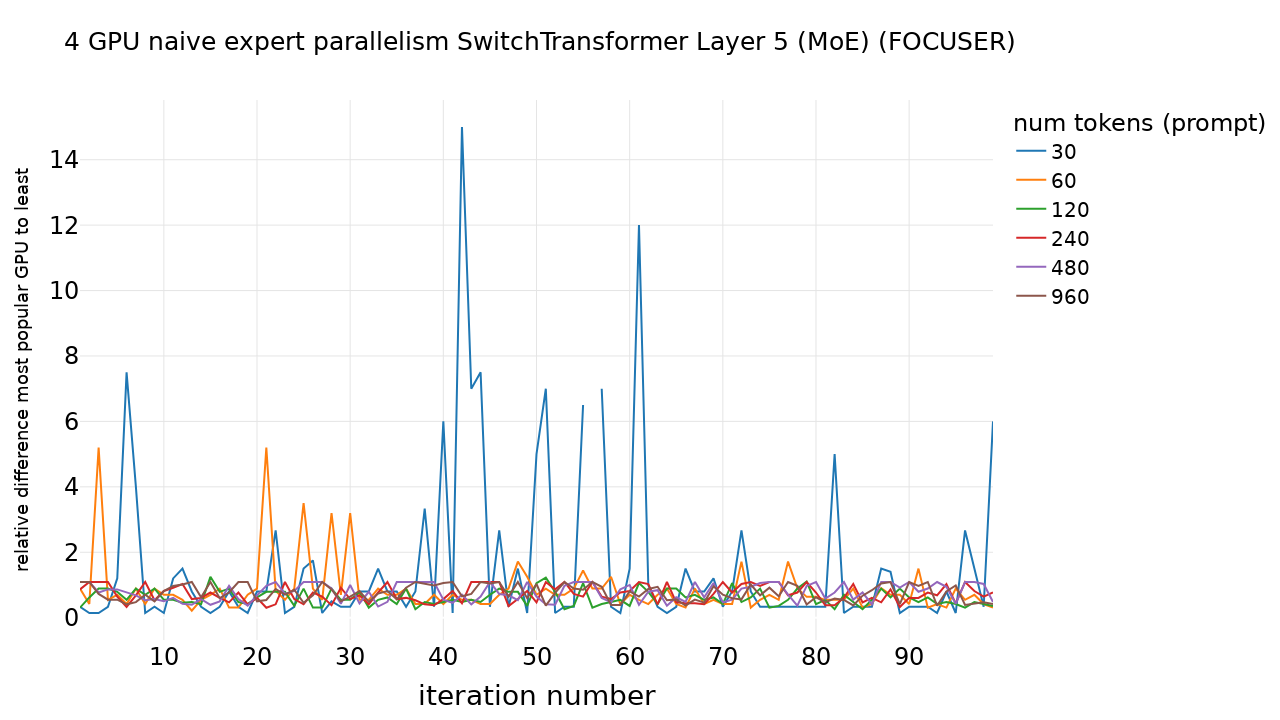 4 GPU naive expert parallelism SwitchTransformer Layer 5 (MoE) (FOCUSER)
relative difference most popular GPU to least
14
12
10
8
6
4
2
0
10 20 30 40 50 60 70 80 90
iteration number
num tokens (prompt)
30
60
120
240
480
960